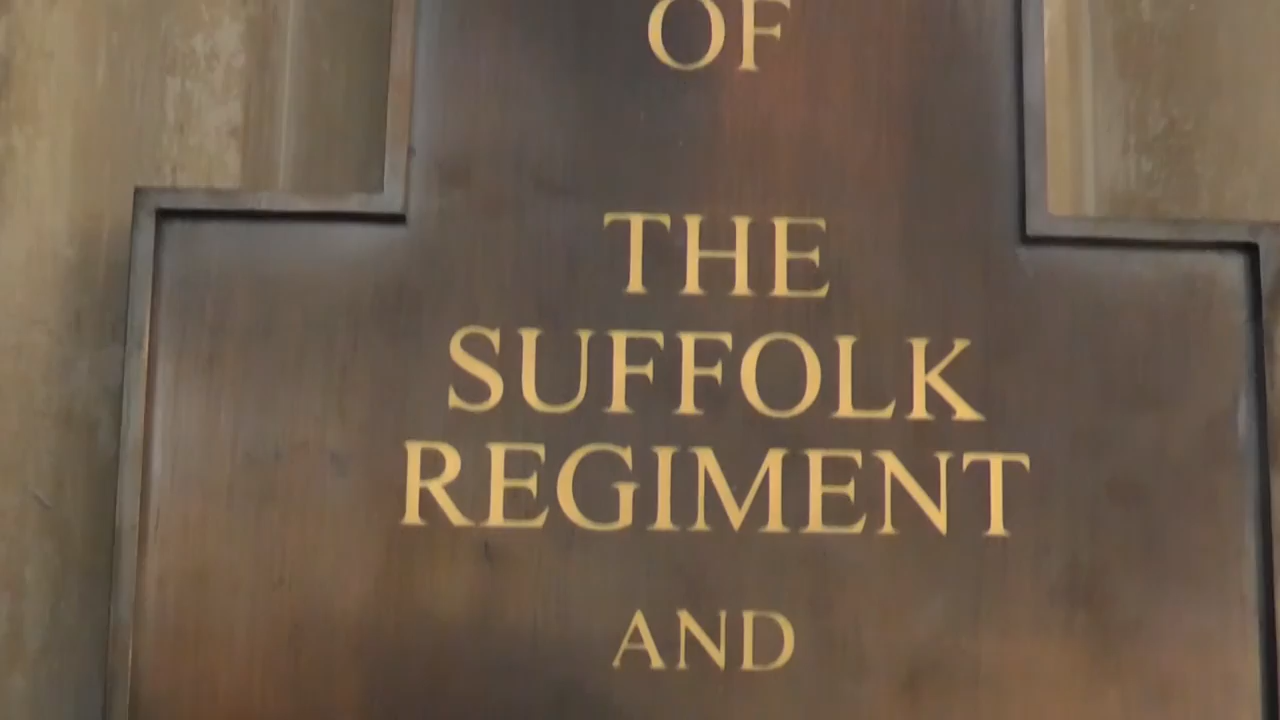 OF
THE
SUFFOLK
REGIMENT
AND